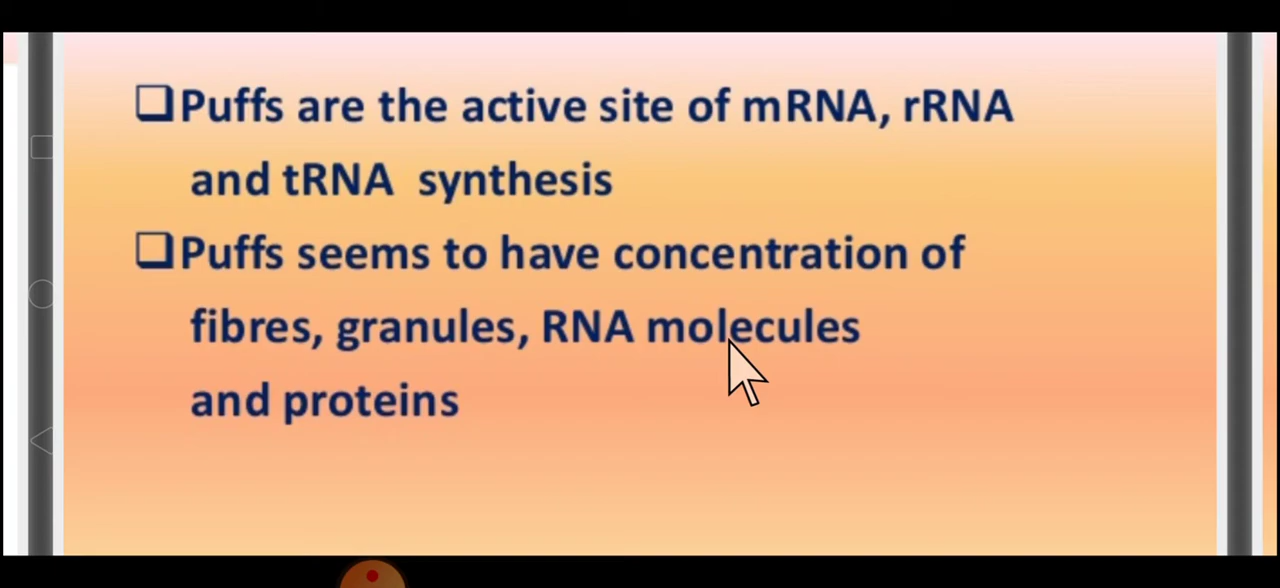 ❑Puffs are the active site of mRNA, rRNA
and tRNA synthesis
❑Puffs seems to have concentration of
fibres, granules, RNA molecules
and proteins